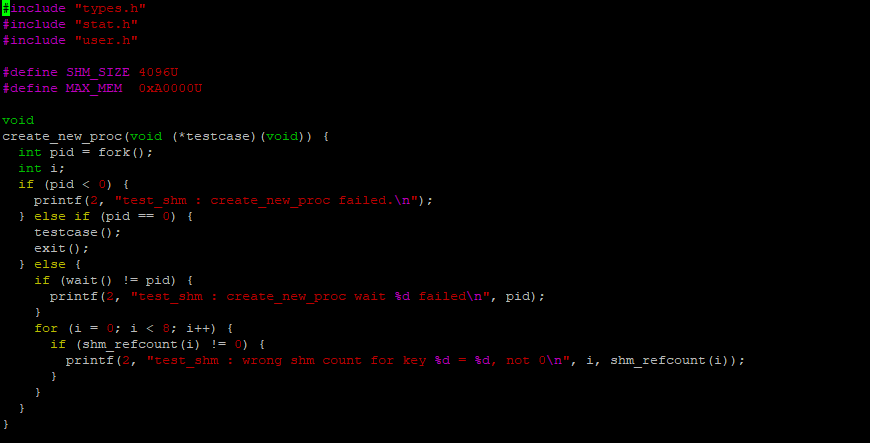 #include "types.h"
#include "stat.h"
#include "user.h"

#define SHM_SIZE 4096U
#define MAX_MEM  0xA0000U

void
create_new_proc(void (*testcase)(void)) {
  int pid = fork();
  int i;
  if (pid < 0) {
    printf(2, "test_shm : create_new_proc failed.\n");
  } else if (pid == 0) {
    testcase();
    exit();
  } else {
    if (wait() != pid) {
      printf(2, "test_shm : create_new_proc wait %d failed\n", pid);
    }
    for (i = 0; i < 8; i++) {
      if (shm_refcount(i) != 0) {
        printf(2, "test_shm : wrong shm count for key %d = %d, not 0\n", i, shm_refcount(i));
      }
    }
  }
}